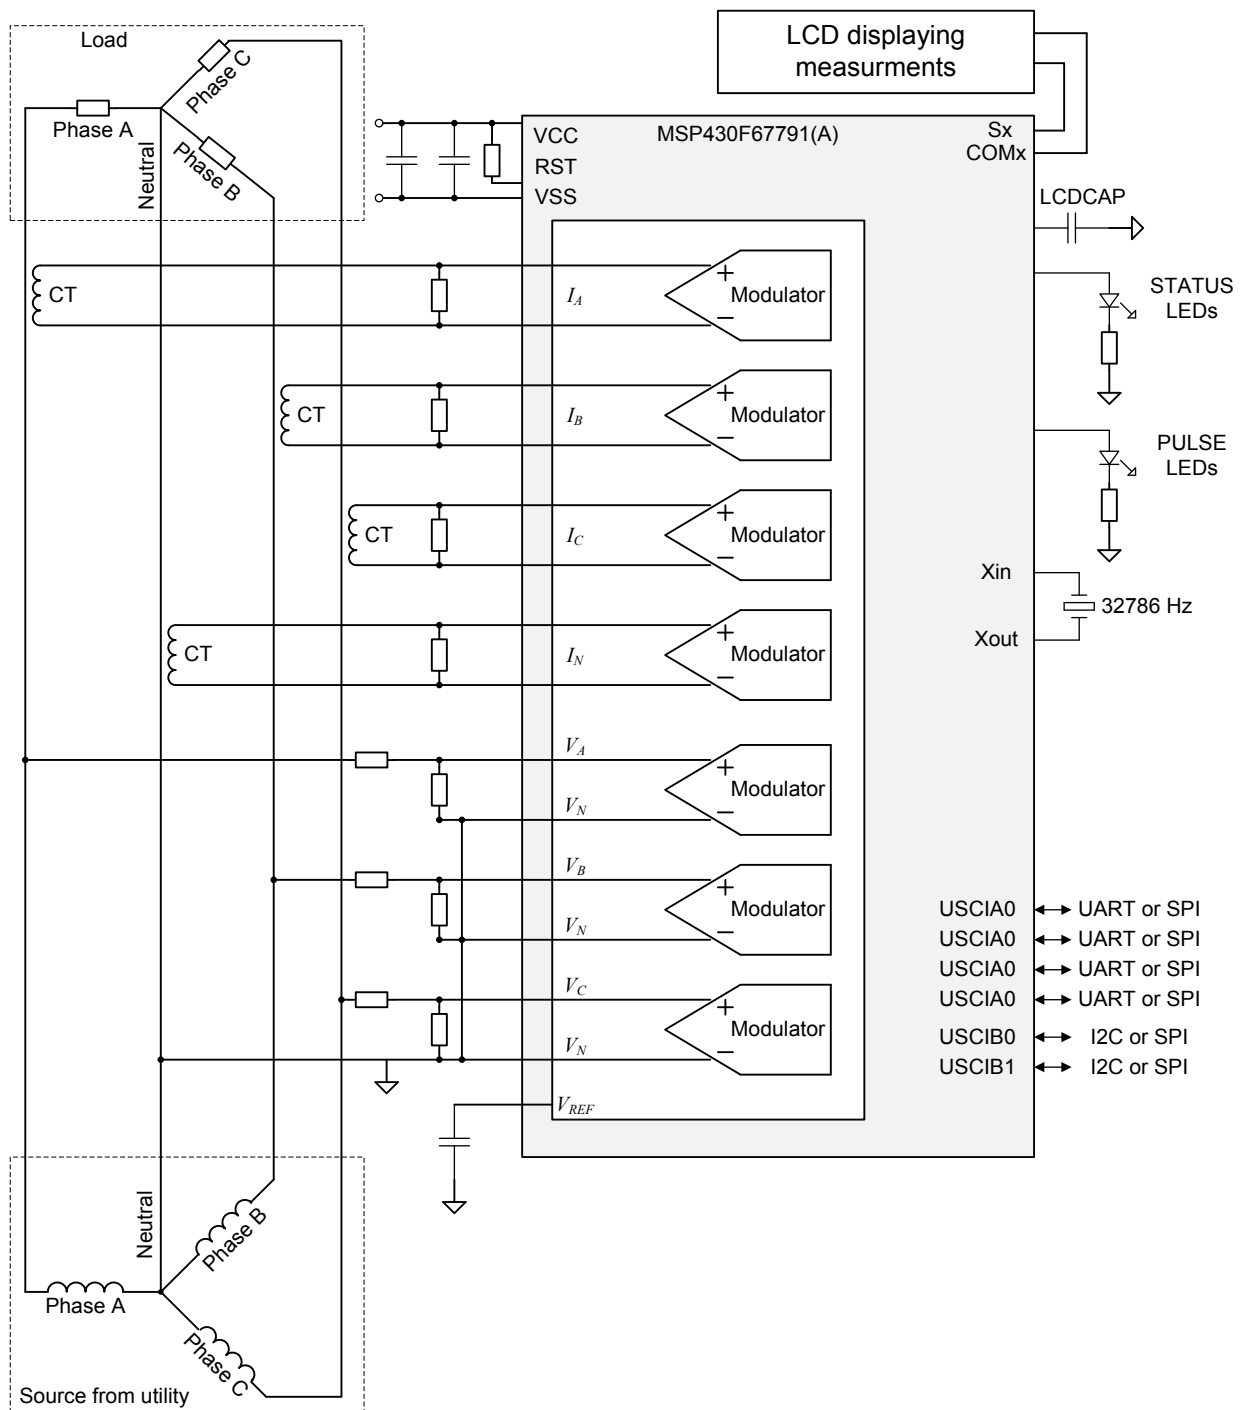 Load
Phase C
Phase A
Phase B
Neutral
LCD displaying
measurments
MSP430F67791(A)
VCC
RST
VSS
Sx
COMx
LCDCAP
STATUS
LEDs
PULSE
LEDs
Xin
32786 Hz
Xout
CT
I_A
+
Modulator
−
CT
I_B
+
Modulator
−
CT
I_C
+
Modulator
−
CT
I_N
+
Modulator
−
V_A
V_N
+
Modulator
−
V_B
V_N
+
Modulator
−
V_C
V_N
+
Modulator
−
V_REF
USCIA0 UART or SPI
USCIA0 UART or SPI
USCIA0 UART or SPI
USCIA0 UART or SPI
USCIB0 I2C or SPI
USCIB1 I2C or SPI
Neutral
Phase B
Phase A
Phase C
Source from utility